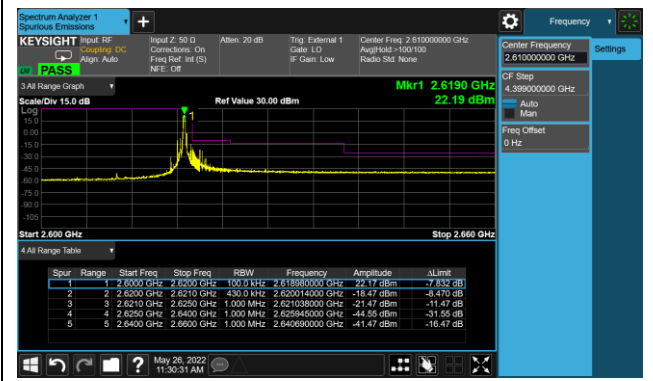 Spectrum Analyzer 1
Spurious Emissions
Frequency
KEYSIGHT Input: RF Input Z: 50 Ω Atten: 20 dB Trig: External 1 Center Freq: 2.610000000 GHz
Coupling: DC Corrections: On Gate: LO Avg|Hold:>100/100
Align: Auto Freq Ref: Int (S) IF Gain: Low Radio Std: None
NFE: Off
PASS
Center Frequency
2.610000000 GHz
Settings
CF Step
4.399000000 GHz
Auto
Man
Freq Offset
0 Hz
3 All Range Graph
Mkr1 2.6190 GHz
Scale/Div 15.0 dB Ref Value 30.00 dBm 22.19 dBm
Log
1
15.0
0.00
-15.0
-30.0
-45.0
-60.0
-75.0
-90.0
-105
Start 2.600 GHz Stop 2.660 GHz
4 All Range Table
Spur Range Start Freq Stop Freq RBW Frequency Amplitude ΔLimit
1 1 2.6000 GHz 2.6200 GHz 100.0 kHz 2.618980000 GHz 22.17 dBm -7.832 dB
2 2 2.6200 GHz 2.6210 GHz 430.0 kHz 2.620014000 GHz -18.47 dBm -8.470 dB
3 3 2.6210 GHz 2.6250 GHz 1.000 MHz 2.621038000 GHz -21.47 dBm -11.47 dB
4 4 2.6250 GHz 2.6400 GHz 1.000 MHz 2.625945000 GHz -44.55 dBm -31.55 dB
5 5 2.6400 GHz 2.6600 GHz 1.000 MHz 2.640690000 GHz -41.47 dBm -16.47 dB
? May 26, 2022
11:30:31 AM